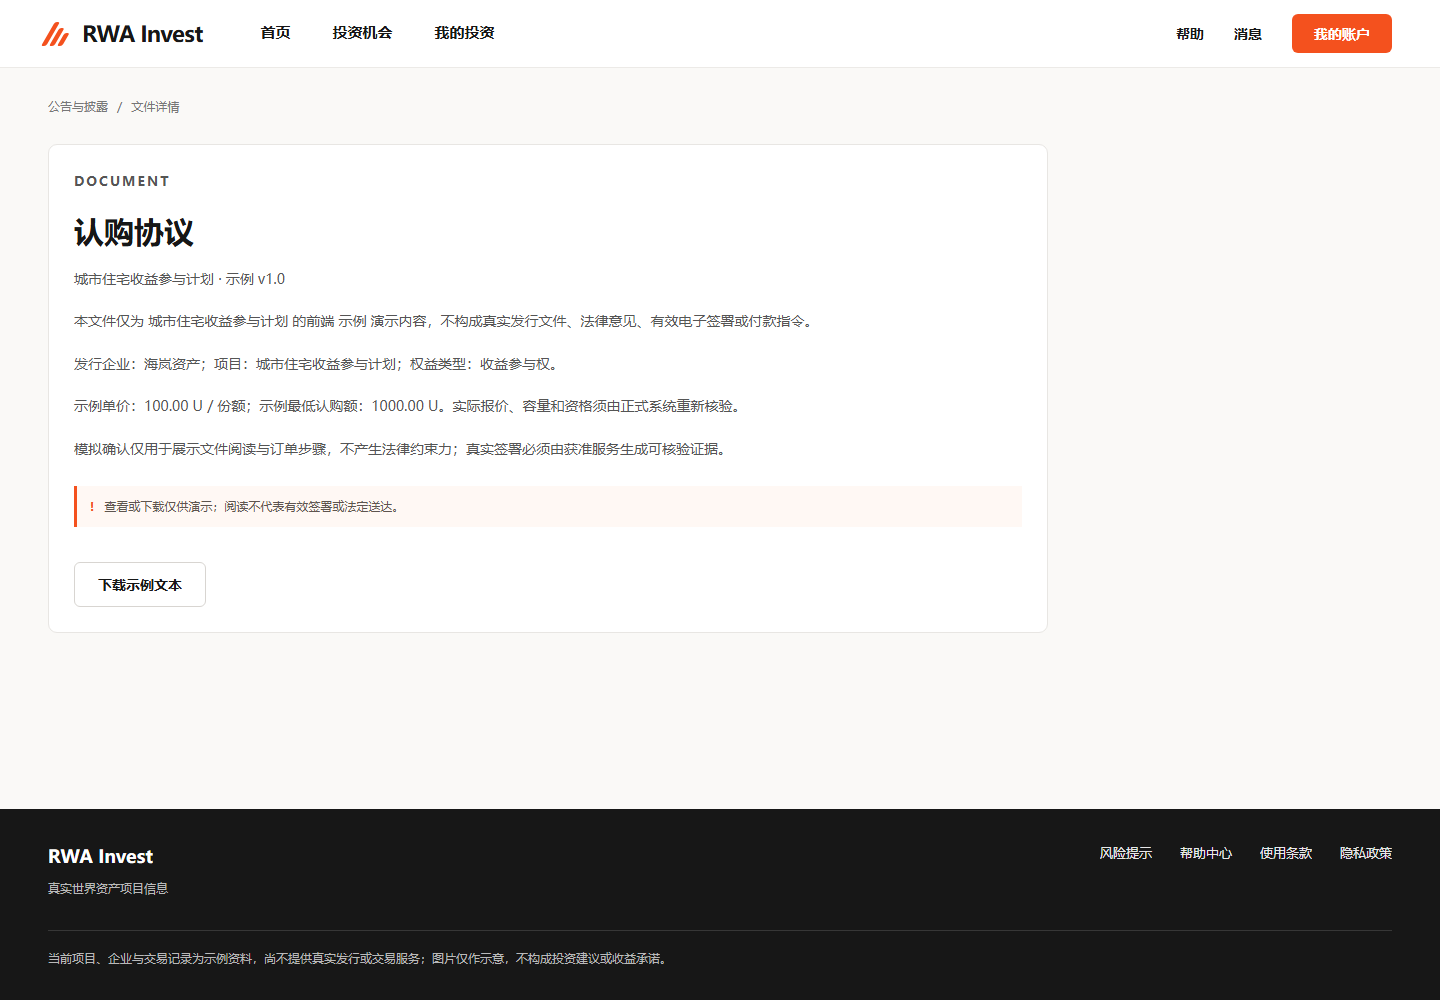 RWA Invest 首页 投资机会 我的投资 帮助 消息 我的账户
公告与披露 / 文件详情
DOCUMENT
认购协议
城市住宅收益参与计划 · 示例 v1.0
本文件仅为 城市住宅收益参与计划 的前端 示例 演示内容，不构成真实发行文件、法律意见、有效电子签署或付款指令。
发行企业：海岚资产；项目：城市住宅收益参与计划；权益类型：收益参与权。
示例单价：100.00 U / 份额；示例最低认购额：1000.00 U。实际报价、容量和资格须由正式系统重新核验。
模拟确认仅用于展示文件阅读与订单步骤，不产生法律约束力；真实签署必须由获准服务生成可核验证据。
! 查看或下载仅供演示；阅读不代表有效签署或法定送达。
下载示例文本
RWA Invest 风险提示 帮助中心 使用条款 隐私政策
真实世界资产项目信息
当前项目、企业与交易记录为示例资料，尚不提供真实发行或交易服务；图片仅作示意，不构成投资建议或收益承诺。